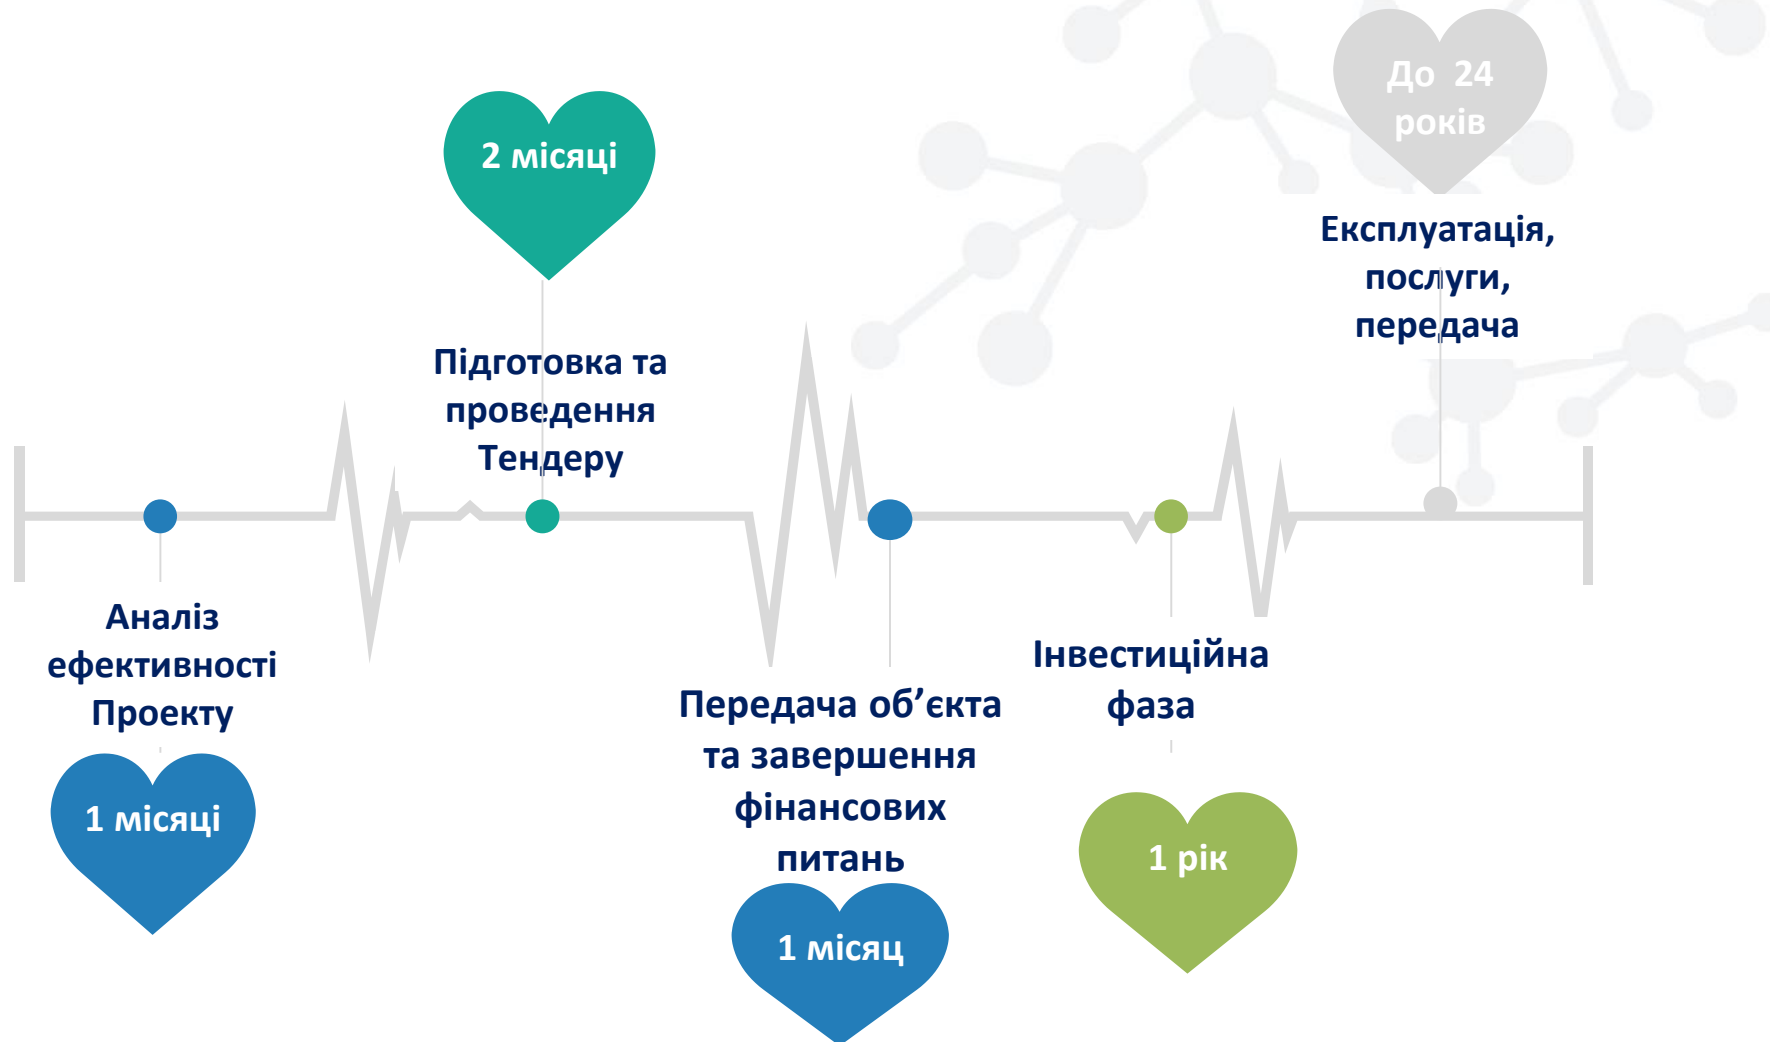 До 24
років
Експлуатація,
послуги,
передача
2 місяці
Підготовка та
проведення
Тендеру
Аналіз
ефективності
Проекту
1 місяці
Передача об’єкта
та завершення
фінансових
питань
1 місяц
Інвестиційна
фаза
1 рік